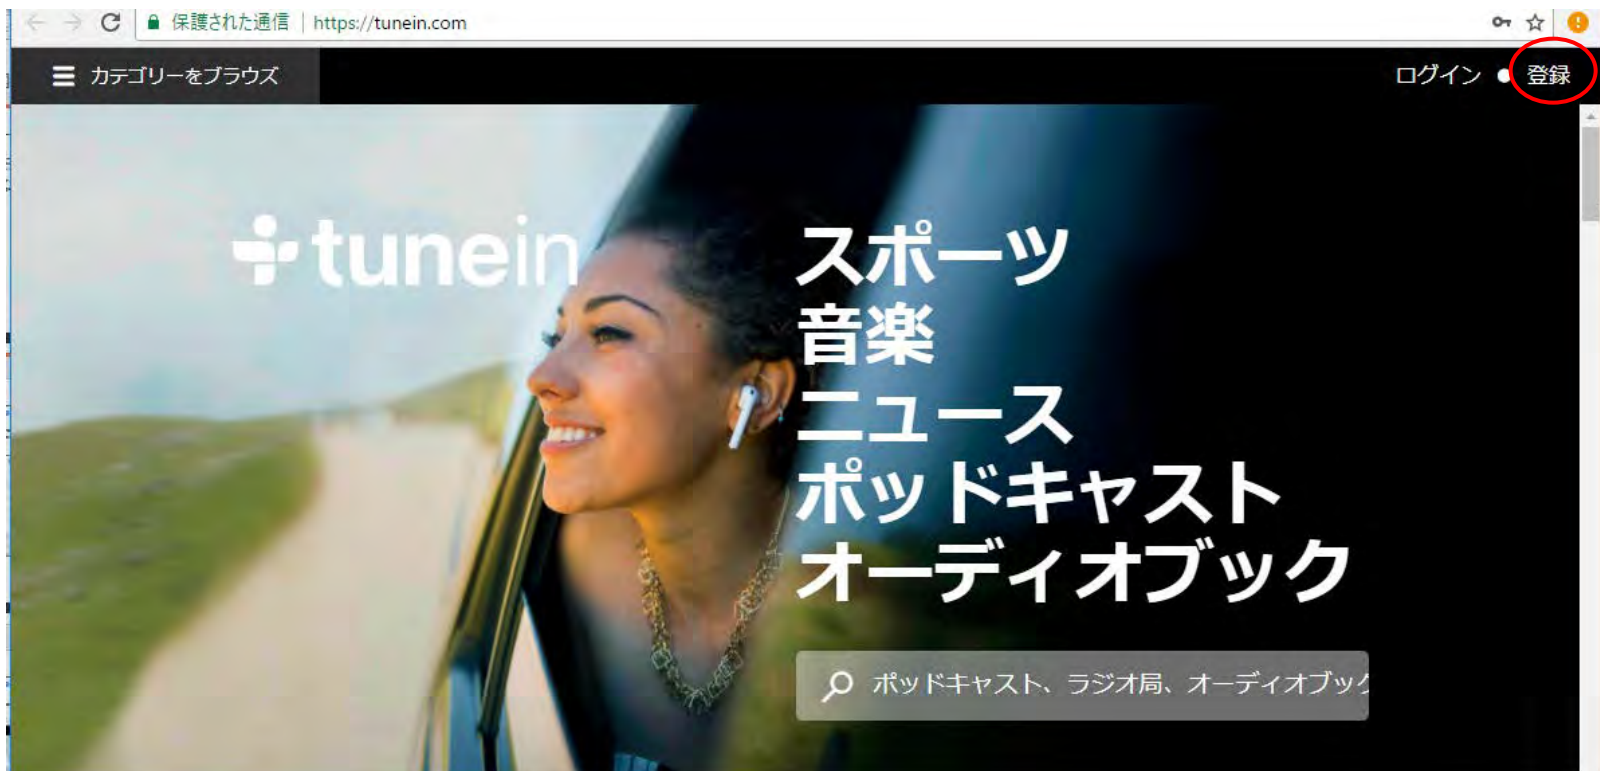 保護された通信 | https://tunein.com
カテゴリーをブラウズ
ログイン ● 登録
tunein
スポーツ
音楽
ニュース
ポッドキャスト
オーディオブック
ポッドキャスト、ラジオ局、オーディオブック